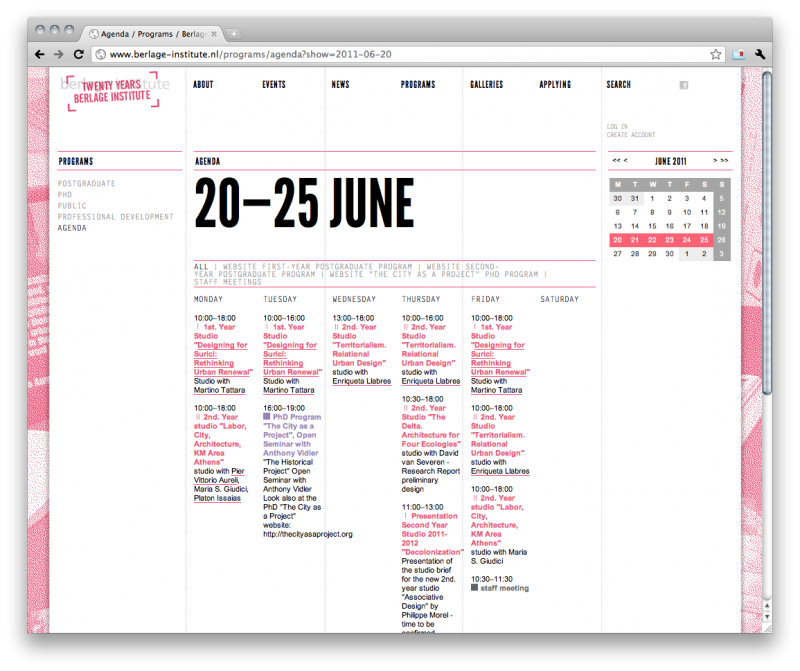 Agenda / Programs / Berlag
www.berlage-institute.nl/programs/agenda?show=2011-06-20
berlage institute
TWENTY YEARS
BERLAGE INSTITUTE
ABOUT
EVENTS
NEWS
PROGRAMS
GALLERIES
APPLYING
SEARCH
LOG IN
CREATE ACCOUNT
PROGRAMS
POSTGRADUATE
PHD
PUBLIC
PROFESSIONAL DEVELOPMENT
AGENDA
AGENDA
20—25 JUNE
ALL | WEBSITE FIRST-YEAR POSTGRADUATE PROGRAM | WEBSITE SECOND-
YEAR POSTGRADUATE PROGRAM | WEBSITE "THE CITY AS A PROJECT" PHD PROGRAM |
STAFF MEETINGS
MONDAY
10:00–18:00
| 1st. Year
Studio
"Designing for
Surici:
Rethinking
Urban Renewal"
Studio with
Martino Tattara
10:00–18:00
|| 2nd. Year
studio "Labor,
City,
Architecture,
KM Area
Athens"
studio with Pier
Vittorio Aureli,
Maria S. Giudici,
Platon Issaias
TUESDAY
10:00–16:00
| 1st. Year
Studio
"Designing for
Surici:
Rethinking
Urban Renewal"
Studio with
Martino Tattara
16:00–19:00
PhD Program
"The City as a
Project", Open
Seminar with
Anthony Vidler
"The Historical
Project" Open
Seminar with
Anthony Vidler
Look also at the
PhD "The City as
a Project"
website:
http://thecityasaproject.org
WEDNESDAY
13:00–18:00
|| 2nd. Year
Studio
"Territorialism.
Relational
Urban Design"
studio with
Enriqueta Llabres
THURSDAY
10:00–16:00
|| 2nd. Year
Studio
"Territorialism.
Relational
Urban Design"
studio with
Enriqueta Llabres
10:30–18:00
|| 2nd. Year
Studio "The
Delta.
Architecture for
Four Ecologies"
studio with David
van Severen -
Research Report
preliminary
design
11:00–13:00
| Presentation
Second Year
Studio 2011-
2012
"Decolonization"
Presentation of
the studio brief
for the new 2nd.
year studio
"Associative
Design" by
Philippe Morel -
time to be
confirmed
FRIDAY
10:00–18:00
| 1st. Year
Studio
"Designing for
Surici:
Rethinking
Urban Renewal"
Studio with
Martino Tattara
10:00–18:00
|| 2nd. Year
Studio
"Territorialism.
Relational
Urban Design"
studio with
Enriqueta Llabres
10:00–18:00
|| 2nd. Year
studio "Labor,
City,
Architecture,
KM Area
Athens"
studio with Maria
S. Giudici
10:30–11:30
staff meeting
SATURDAY
<< < JUNE 2011 > >>
M T W T F S S
30 31 1 2 3 4 5
6 7 8 9 10 11 12
13 14 15 16 17 18 19
20 21 22 23 24 25 26
27 28 29 30 1 2 3